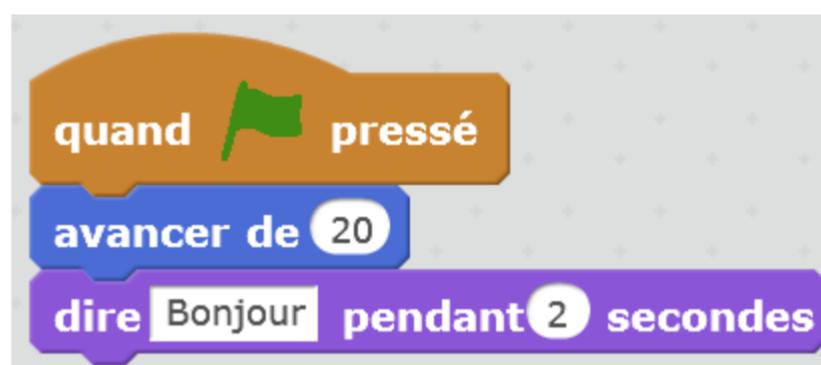 quand pressé
avancer de 20
dire Bonjour pendant 2 secondes